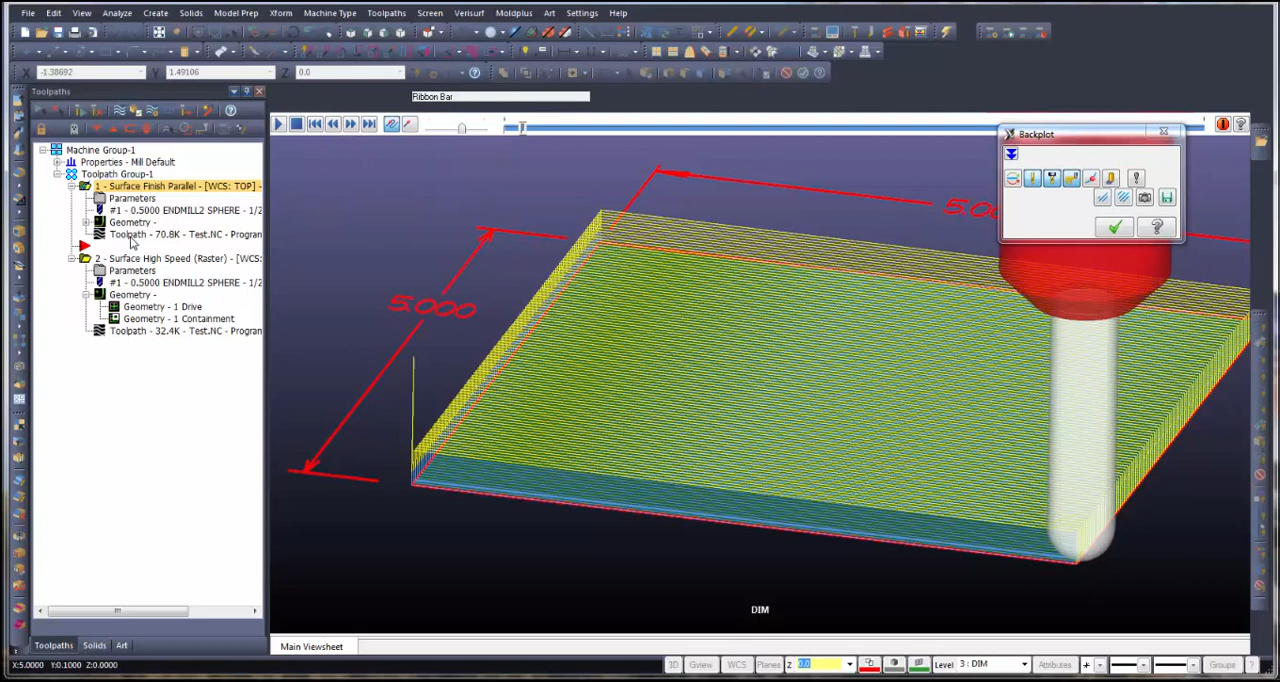 File Edit View Analyze Create Solids Model Prep Xform Machine Type Toolpaths Screen Verisurf Moldplus Art Settings Help
X -1.38692 Y 1.49106 Z 0.0
Toolpaths
Ribbon Bar
Backplot
Machine Group-1
Properties - Mill Default
Toolpath Group-1
1 - Surface Finish Parallel - [WCS: TOP] -
Parameters
#1 - 0.5000 ENDMILL2 SPHERE - 1/2
Geometry -
Toolpath - 70.8K - Test.NC - Program
2 - Surface High Speed (Raster) - [WCS:
Parameters
#1 - 0.5000 ENDMILL2 SPHERE - 1/2
Geometry -
Geometry - 1 Drive
Geometry - 1 Containment
Toolpath - 32.4K - Test.NC - Program
5.00
5.000
DIM
Toolpaths Solids Art
Main Viewsheet
X:5.0000 Y:0.1000 Z:0.0000
3D Gview WCS Planes Z 0.0 Level 3 : DIM Attributes Groups